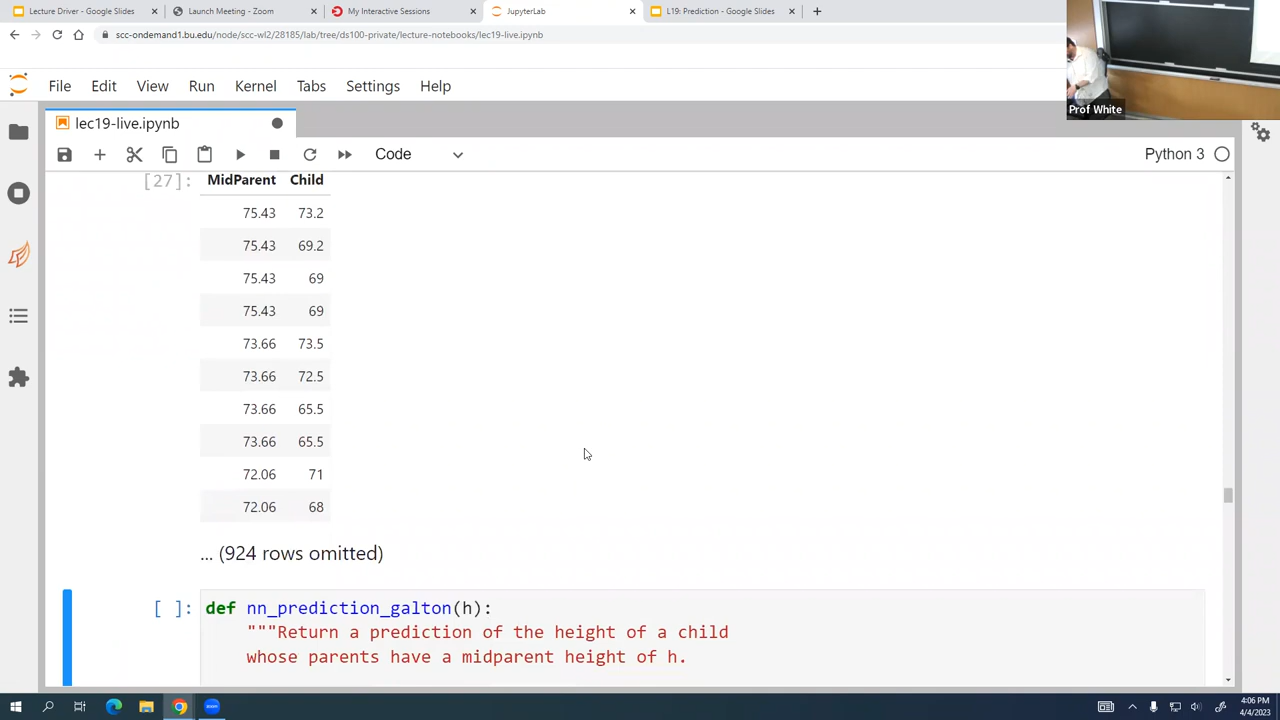 Lecture Driver - Google Slides
Launch Meeting - Zoom
My Interactive Sessions
JupyterLab
L19: Prediction - Google Slides
scc-ondemand1.bu.edu/node/scc-wl2/28185/lab/tree/ds100-private/lecture-notebooks/lec19-live.ipynb
Prof White
File Edit View Run Kernel Tabs Settings Help
lec19-live.ipynb
Code
Python 3
[27]: MidParent Child
75.43 73.2
75.43 69.2
75.43 69
75.43 69
73.66 73.5
73.66 72.5
73.66 65.5
73.66 65.5
72.06 71
72.06 68
... (924 rows omitted)
[ ]: def nn_prediction_galton(h):
"""Return a prediction of the height of a child
whose parents have a midparent height of h.
4:06 PM
4/4/2023